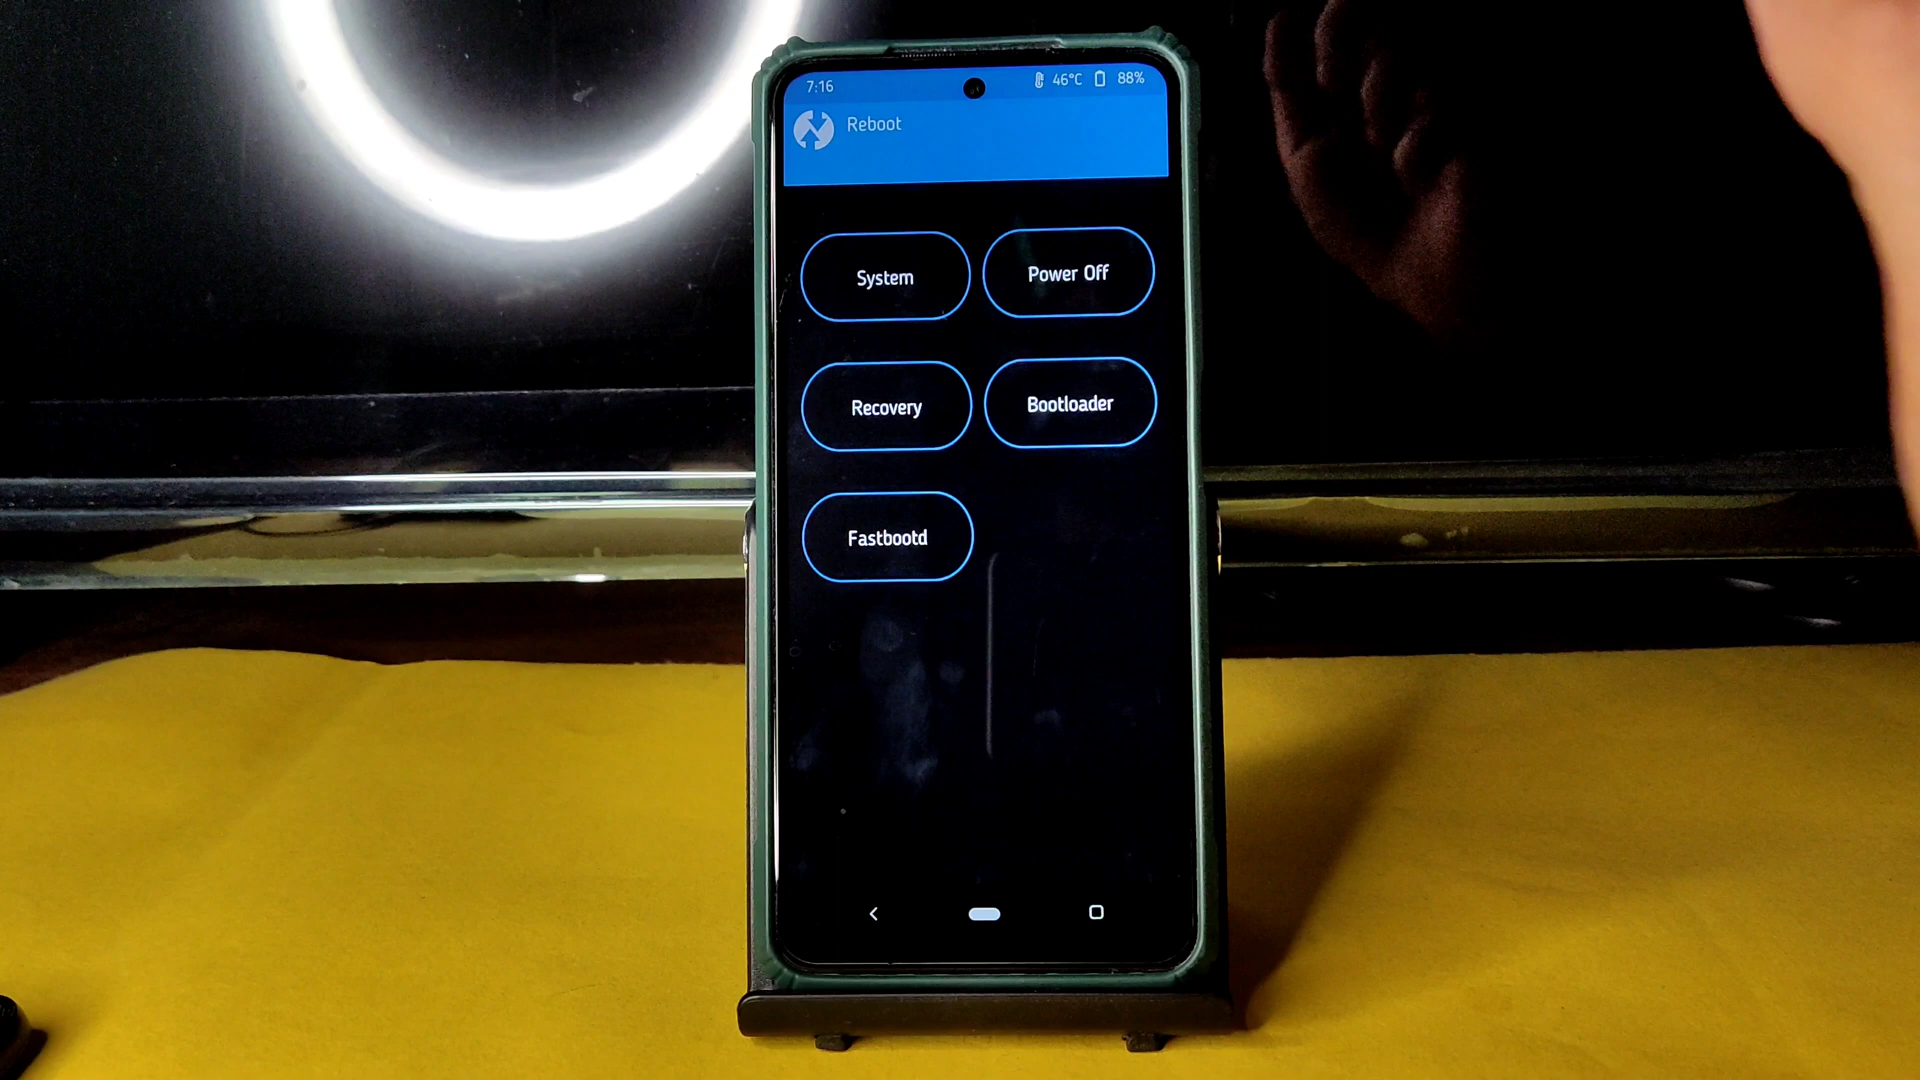 7:16 46°C 88%
Reboot
System Power Off
Recovery Bootloader
Fastbootd